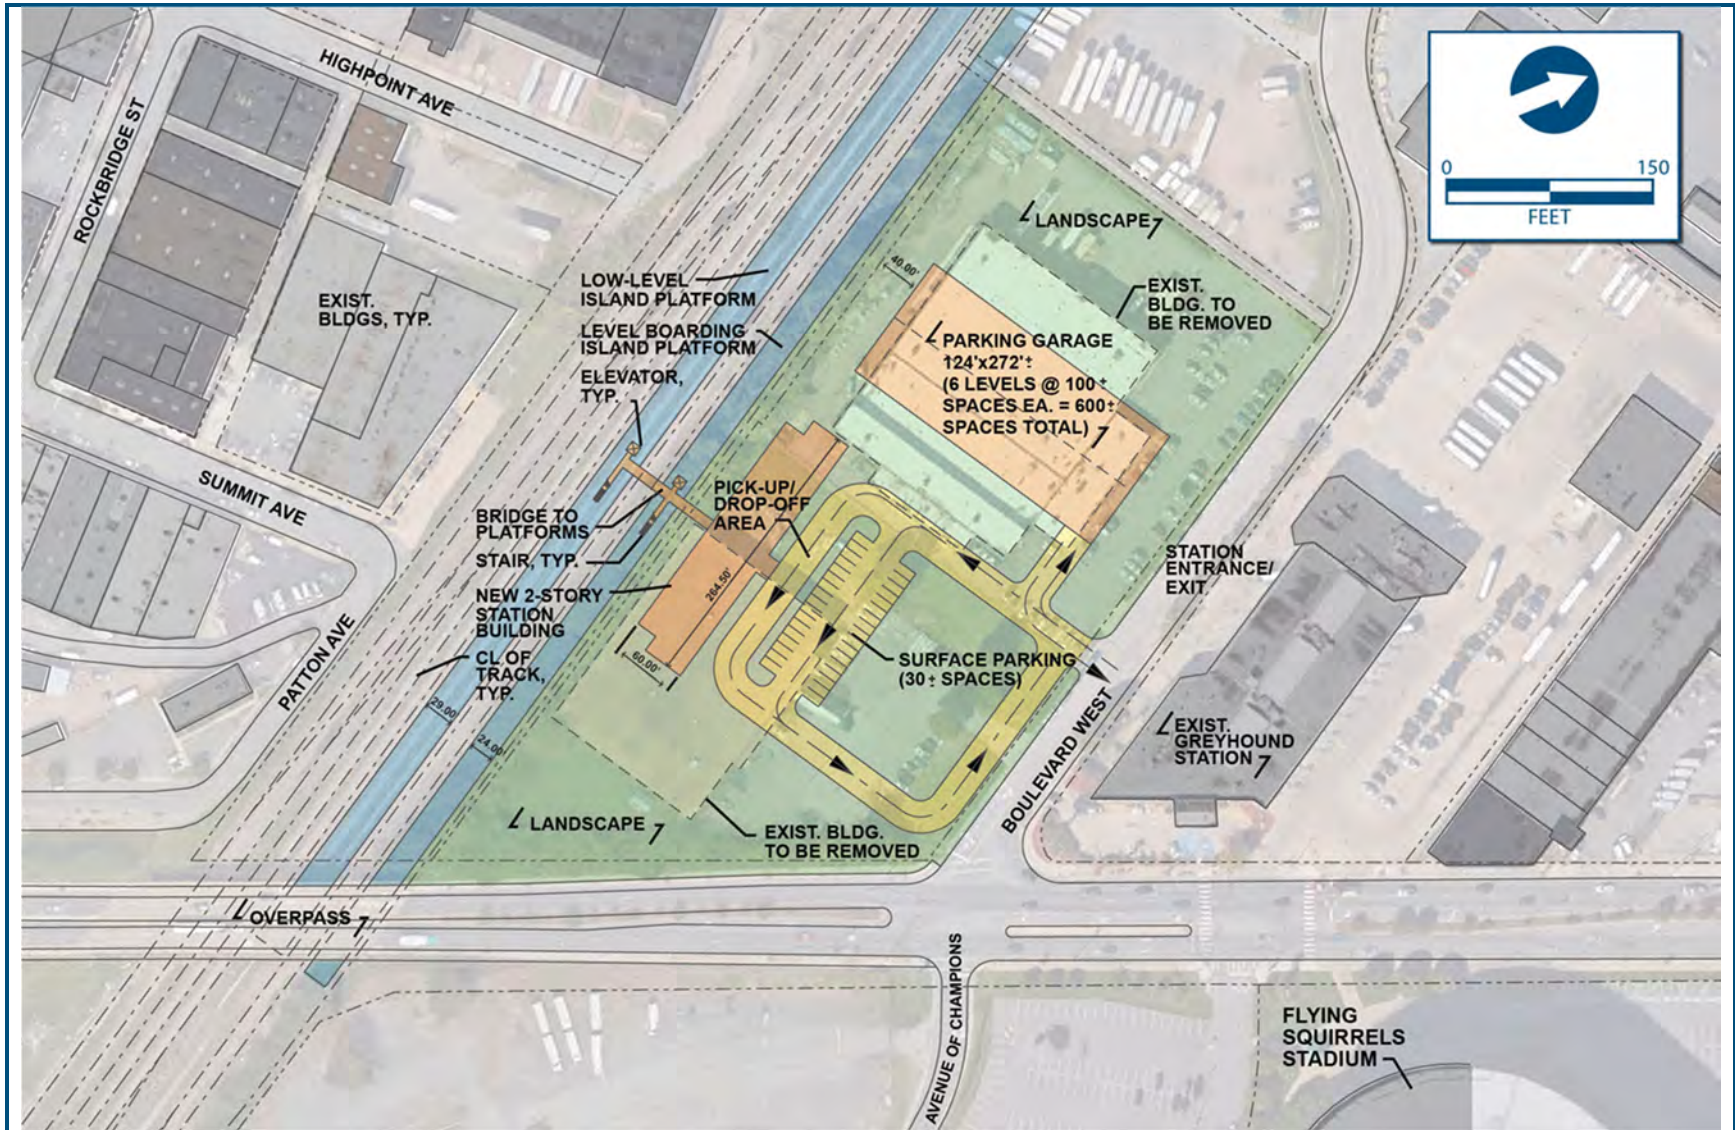 HIGHPOINT AVE
ROCKBRIDGE ST
0 150
FEET
LANDSCAPE
40.00'
LOW-LEVEL
ISLAND PLATFORM
EXIST.
BLDGS, TYP.
EXIST.
BLDG. TO
BE REMOVED
LEVEL BOARDING
ISLAND PLATFORM
PARKING GARAGE
124'x272'±
(6 LEVELS @ 100±
SPACES EA. = 600±
SPACES TOTAL)
ELEVATOR,
TYP.
SUMMIT AVE
PICK-UP/
DROP-OFF
AREA
BRIDGE TO
PLATFORMS
STAIR, TYP.
STATION
ENTRANCE/
EXIT
264.50'
NEW 2-STORY
STATION
BUILDING
60.00'
PATTON AVE
CL OF
TRACK,
TYP.
SURFACE PARKING
(30± SPACES)
29.00'
24.00'
BOULEVARD WEST
EXIST.
GREYHOUND
STATION
LANDSCAPE
EXIST. BLDG.
TO BE REMOVED
OVERPASS
AVENUE OF CHAMPIONS
FLYING
SQUIRRELS
STADIUM